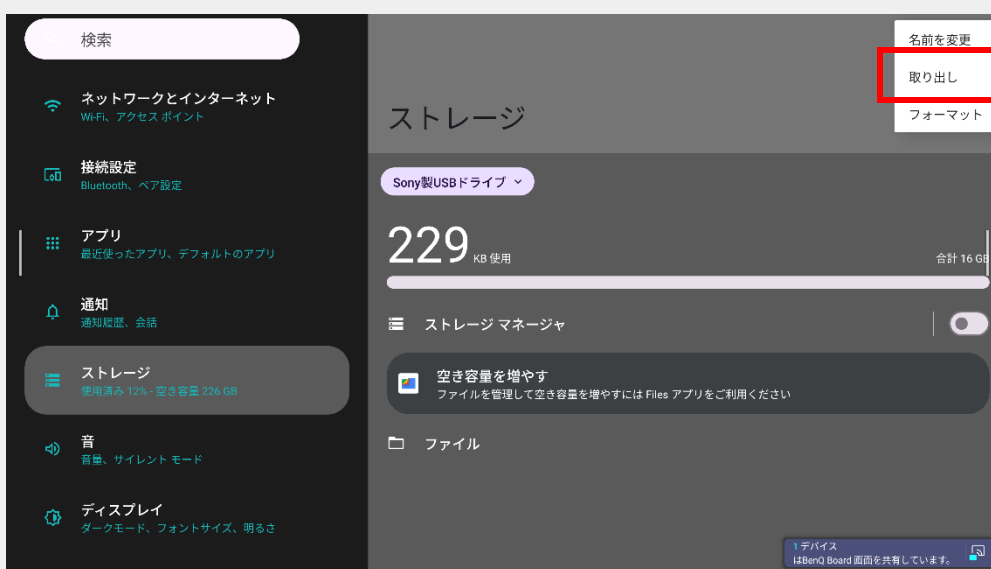 検索
ネットワークとインターネット
Wi-Fi、アクセス ポイント
接続設定
Bluetooth、ペア設定
アプリ
最近使ったアプリ、デフォルトのアプリ
通知
通知履歴、会話
ストレージ
使用済み 12% - 空き容量 226 GB
音
音量、サイレント モード
ディスプレイ
ダークモード、フォントサイズ、明るさ
名前を変更
取り出し
フォーマット
ストレージ
Sony製USBドライブ
229 KB 使用
合計 16 GB
ストレージ マネージャ
空き容量を増やす
ファイルを管理して空き容量を増やすには Files アプリをご利用ください
ファイル
1 デバイス
はBenQ Board 画面を共有しています。